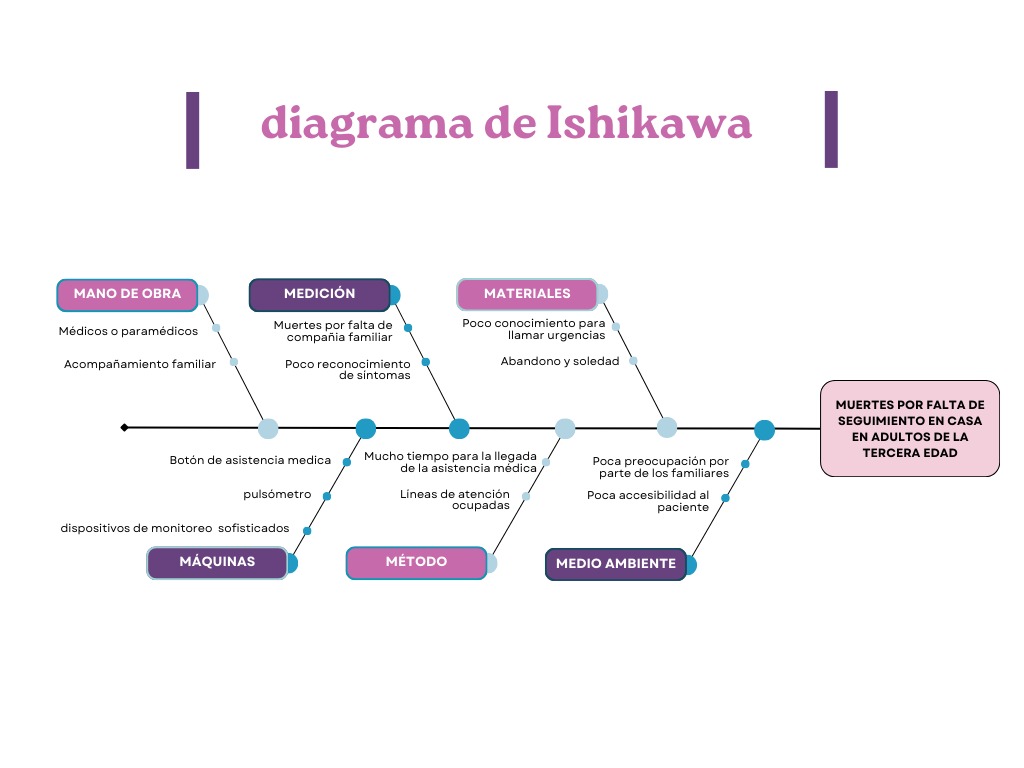 diagrama de Ishikawa
MANO DE OBRA
Médicos o paramédicos
Acompañamiento familiar
MEDICIÓN
Muertes por falta de
compañia familiar
Poco reconocimiento
de síntomas
MATERIALES
Poco conocimiento para
llamar urgencias
Abandono y soledad
MUERTES POR FALTA DE
SEGUIMIENTO EN CASA
EN ADULTOS DE LA
TERCERA EDAD
Botón de asistencia medica
pulsómetro
dispositivos de monitoreo  sofisticados
MÁQUINAS
Mucho tiempo para la llegada
de la asistencia médica
Líneas de atención
ocupadas
MÉTODO
Poca preocupación por
parte de los familiares
Poca accesibilidad al
paciente
MEDIO AMBIENTE